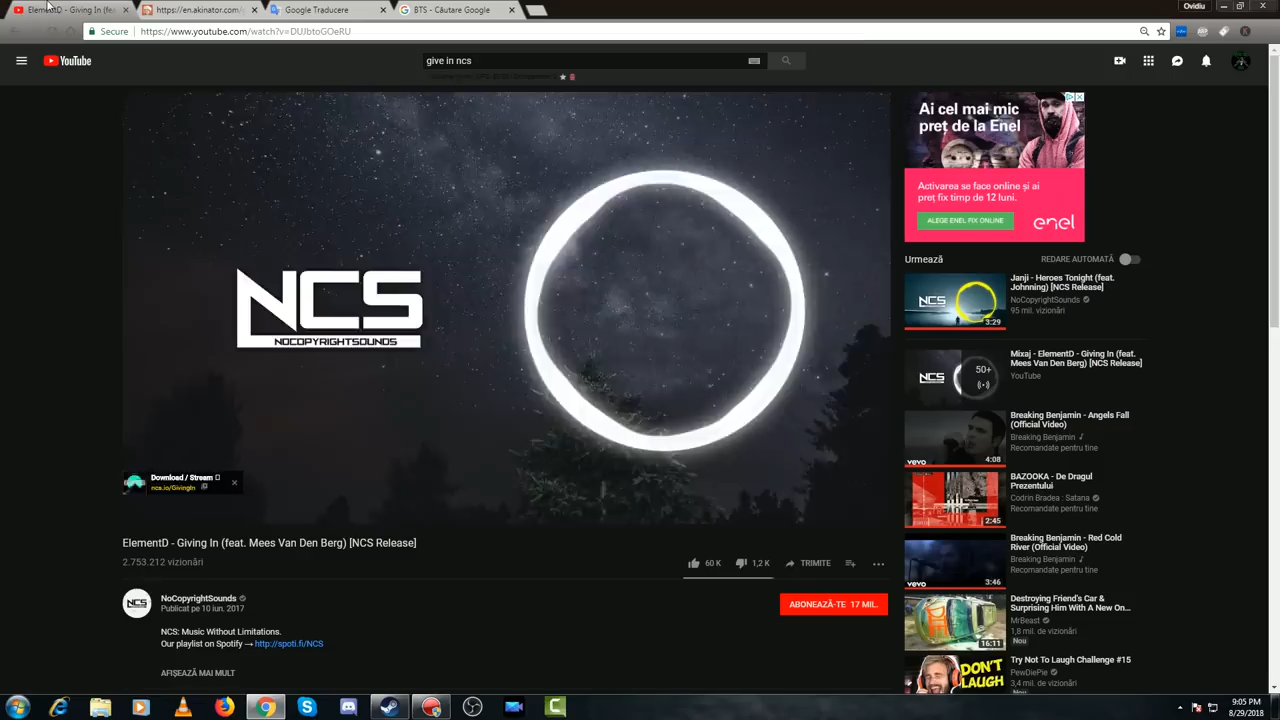 ElementD - Giving In (fea
https://en.akinator.com/p
Google Traducere
BTS - Căutare Google
Ovidiu
Secure
https://www.youtube.com/watch?v=DUJbtoGOeRU
YouTube
give in ncs
NCS
NOCOPYRIGHTSOUNDS
Download / Stream
ncs.io/GivingIn
ElementD - Giving In (feat. Mees Van Den Berg) [NCS Release]
2.753.212 vizionări
60 K
1,2 K
TRIMITE
NCS
NoCopyrightSounds
Publicat pe 10 iun. 2017
ABONEAZĂ-TE 17 MIL.
NCS: Music Without Limitations.
Our playlist on Spotify → http://spoti.fi/NCS
AFIȘEAZĂ MAI MULT
Ai cel mai mic
preț de la Enel
Activarea se face online și ai
preț fix timp de 12 luni.
ALEGE ENEL FIX ONLINE
enel
Urmează
REDARE AUTOMATĂ
NCS
3:29
Janji - Heroes Tonight (feat.
Johnning) [NCS Release]
NoCopyrightSounds
95 mil. vizionări
NCS
50+
Mixaj - ElementD - Giving In (feat.
Mees Van Den Berg) [NCS Release]
YouTube
vevo
4:08
Breaking Benjamin - Angels Fall
(Official Video)
Breaking Benjamin
Recomandate pentru tine
2:45
BAZOOKA - De Dragul
Prezentului
Codrin Bradea : Satana
Recomandate pentru tine
vevo
3:46
Breaking Benjamin - Red Cold
River (Official Video)
Breaking Benjamin
Recomandate pentru tine
16:11
Destroying Friend's Car &
Surprising Him With A New On...
MrBeast
1,8 mil. de vizionări
Nou
DON'T
LAUGH
Try Not To Laugh Challenge #15
PewDiePie
3,4 mil. de vizionări
Nou
9:05 PM
8/29/2018